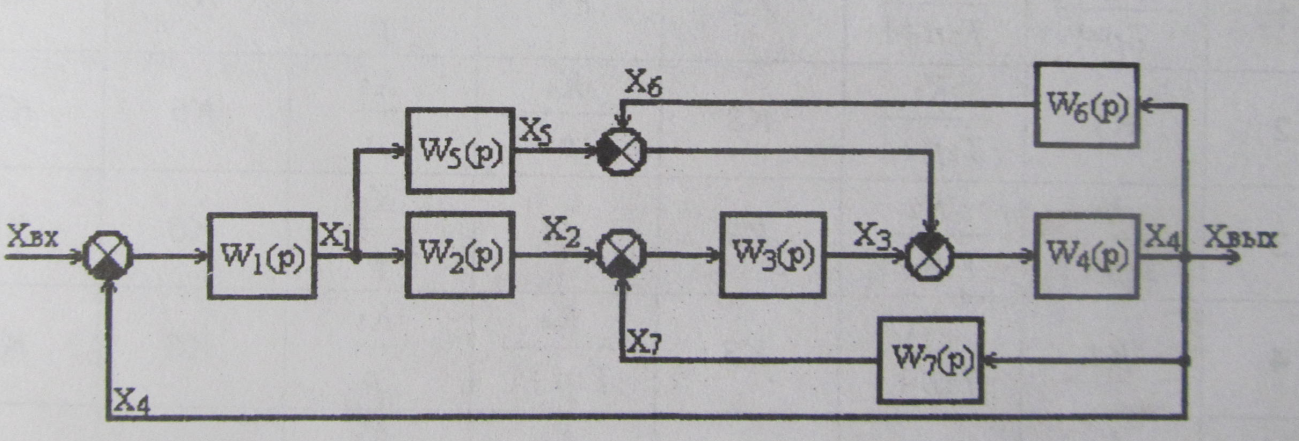 X6
W6(p)
W5(p)
X5
Xвх
W1(p)
X1
W2(p)
X2
W3(p)
X3
W4(p)
X4
Xвых
X7
W7(p)
X4